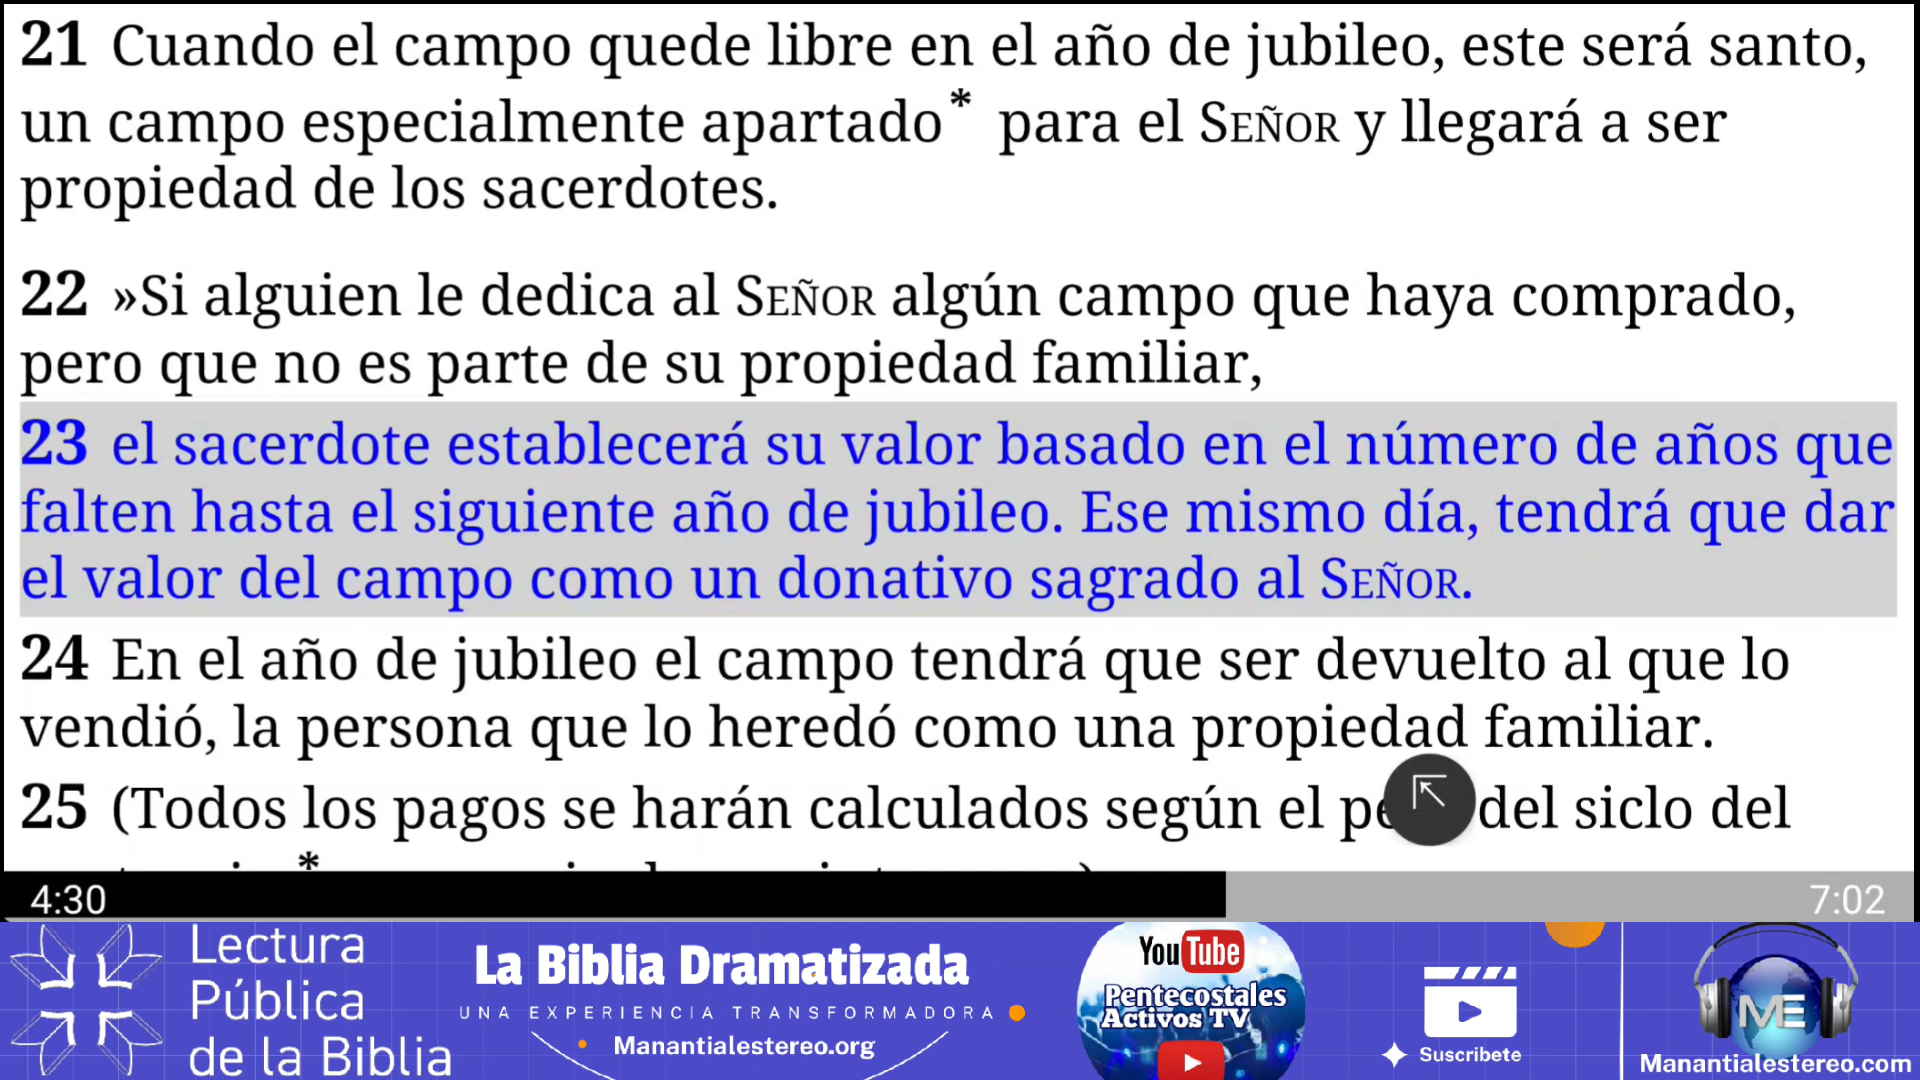 21 Cuando el campo quede libre en el año de jubileo, este será santo,
un campo especialmente apartado* para el SEÑOR y llegará a ser
propiedad de los sacerdotes.
22 »Si alguien le dedica al SEÑOR algún campo que haya comprado,
pero que no es parte de su propiedad familiar,
23 el sacerdote establecerá su valor basado en el número de años que
falten hasta el siguiente año de jubileo. Ese mismo día, tendrá que dar
el valor del campo como un donativo sagrado al SEÑOR.
24 En el año de jubileo el campo tendrá que ser devuelto al que lo
vendió, la persona que lo heredó como una propiedad familiar.
25 (Todos los pagos se harán calculados según el del siclo del
*
4:30
7:02
Lectura
Pública
de la Biblia
La Biblia Dramatizada
UNA EXPERIENCIA TRANSFORMADORA
Manantialestereo.org
YouTube
Pentecostales
Activos TV
Suscribete
ME
Manantialestereo.com